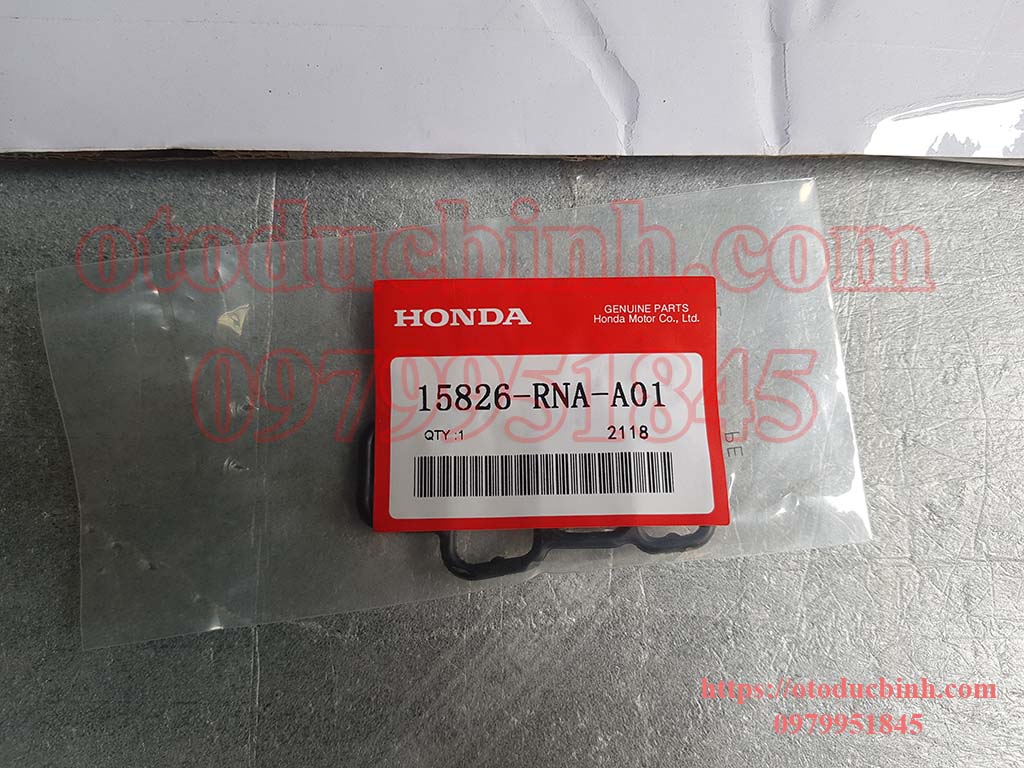 otoducbinh.com
HONDA
GENUINE PARTS
Honda Motor Co., Ltd.
0979951845
15826-RNA-A01
QTY :1 2118
PE
https://otoducbinh.com
0979951845